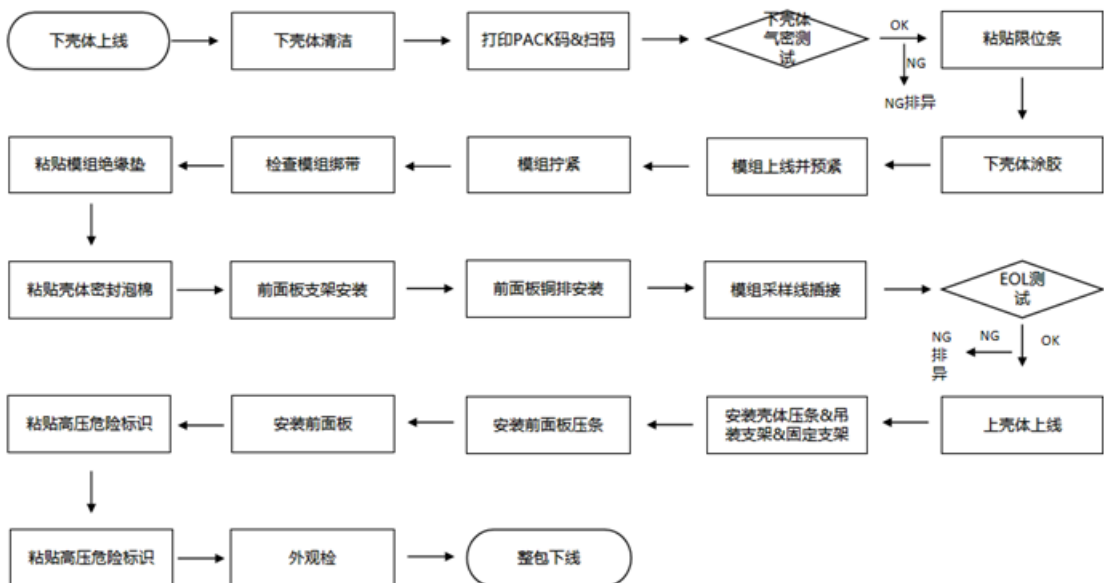 下壳体上线
下壳体清洁
打印PACK码&扫码
下壳体
气密测
试
OK
NG
NG排异
粘贴限位条
粘贴模组绝缘垫
检查模组绑带
模组拧紧
模组上线并预紧
下壳体涂胶
粘贴壳体密封泡棉
前面板支架安装
前面板铜排安装
模组采样线插接
EOL测
试
NG
排
异
NG
OK
粘贴高压危险标识
安装前面板
安装前面板压条
安装壳体压条&吊
装支架&固定支架
上壳体上线
粘贴高压危险标识
外观检
整包下线